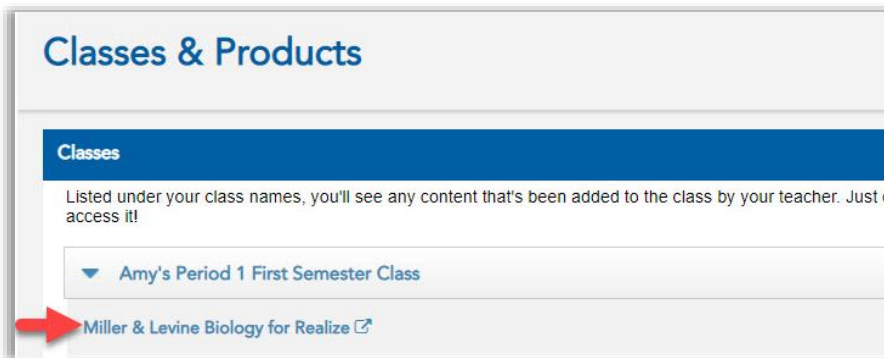 Classes & Products
Classes
Listed under your class names, you'll see any content that's been added to the class by your teacher. Just
access it!
Amy's Period 1 First Semester Class
Miller & Levine Biology for Realize